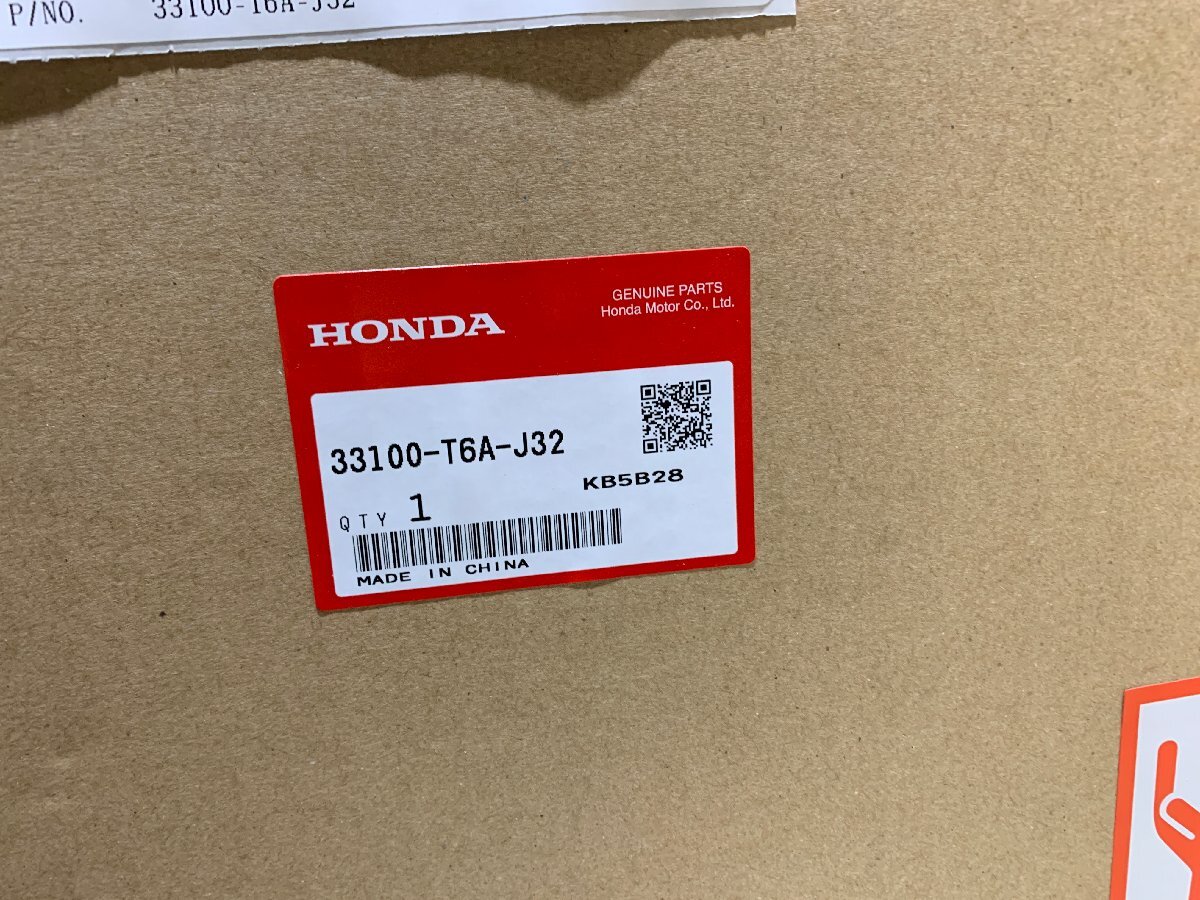 P/NO. 33100-T6A-J32
HONDA
GENUINE PARTS
Honda Motor Co., Ltd.
33100-T6A-J32
KB5B28
QTY 1
MADE IN CHINA